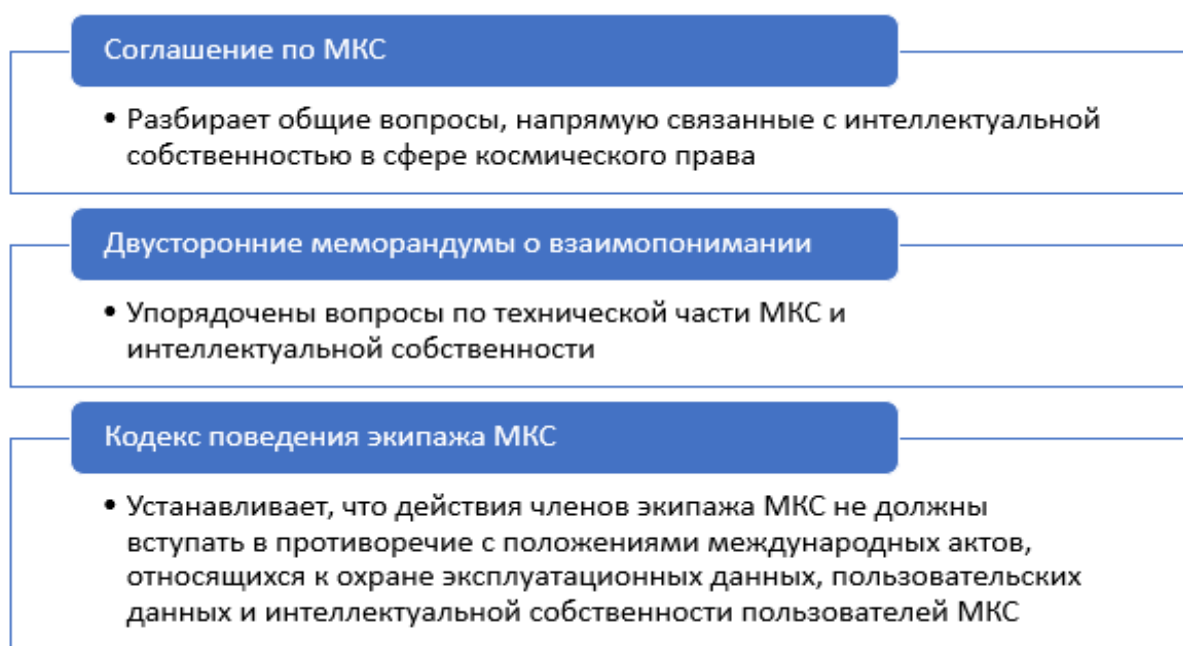 Соглашение по МКС
• Разбирает общие вопросы, напрямую связанные с интеллектуальной
собственностью в сфере космического права
Двусторонние меморандумы о взаимопонимании
• Упорядочены вопросы по технической части МКС и
интеллектуальной собственности
Кодекс поведения экипажа МКС
• Устанавливает, что действия членов экипажа МКС не должны
вступать в противоречие с положениями международных актов,
относящихся к охране эксплуатационных данных, пользовательских
данных и интеллектуальной собственности пользователей МКС